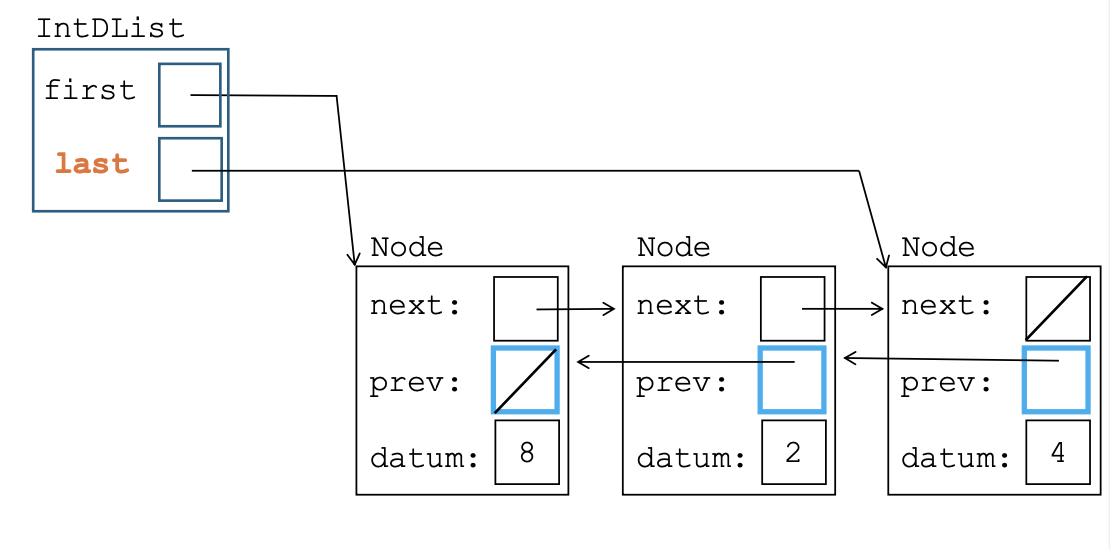 IntDList
first
last
Node Node Node
next: next: next:
prev: prev: prev:
datum: 8 datum: 2 datum: 4